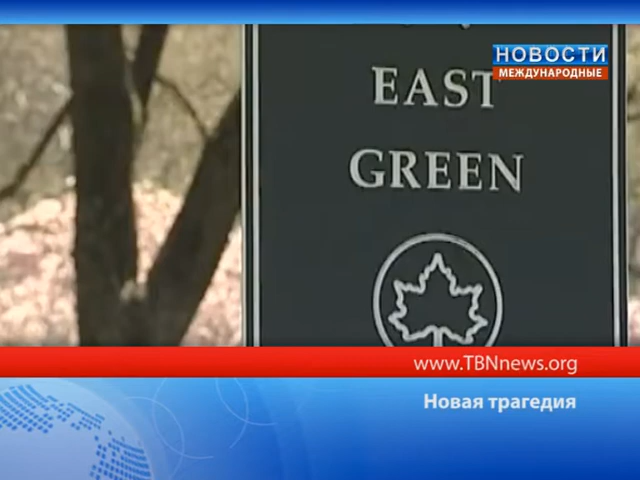 НОВОСТИ
МЕЖДУНАРОДНЫЕ
EAST
GREEN
www.TBNnews.org
Новая трагедия